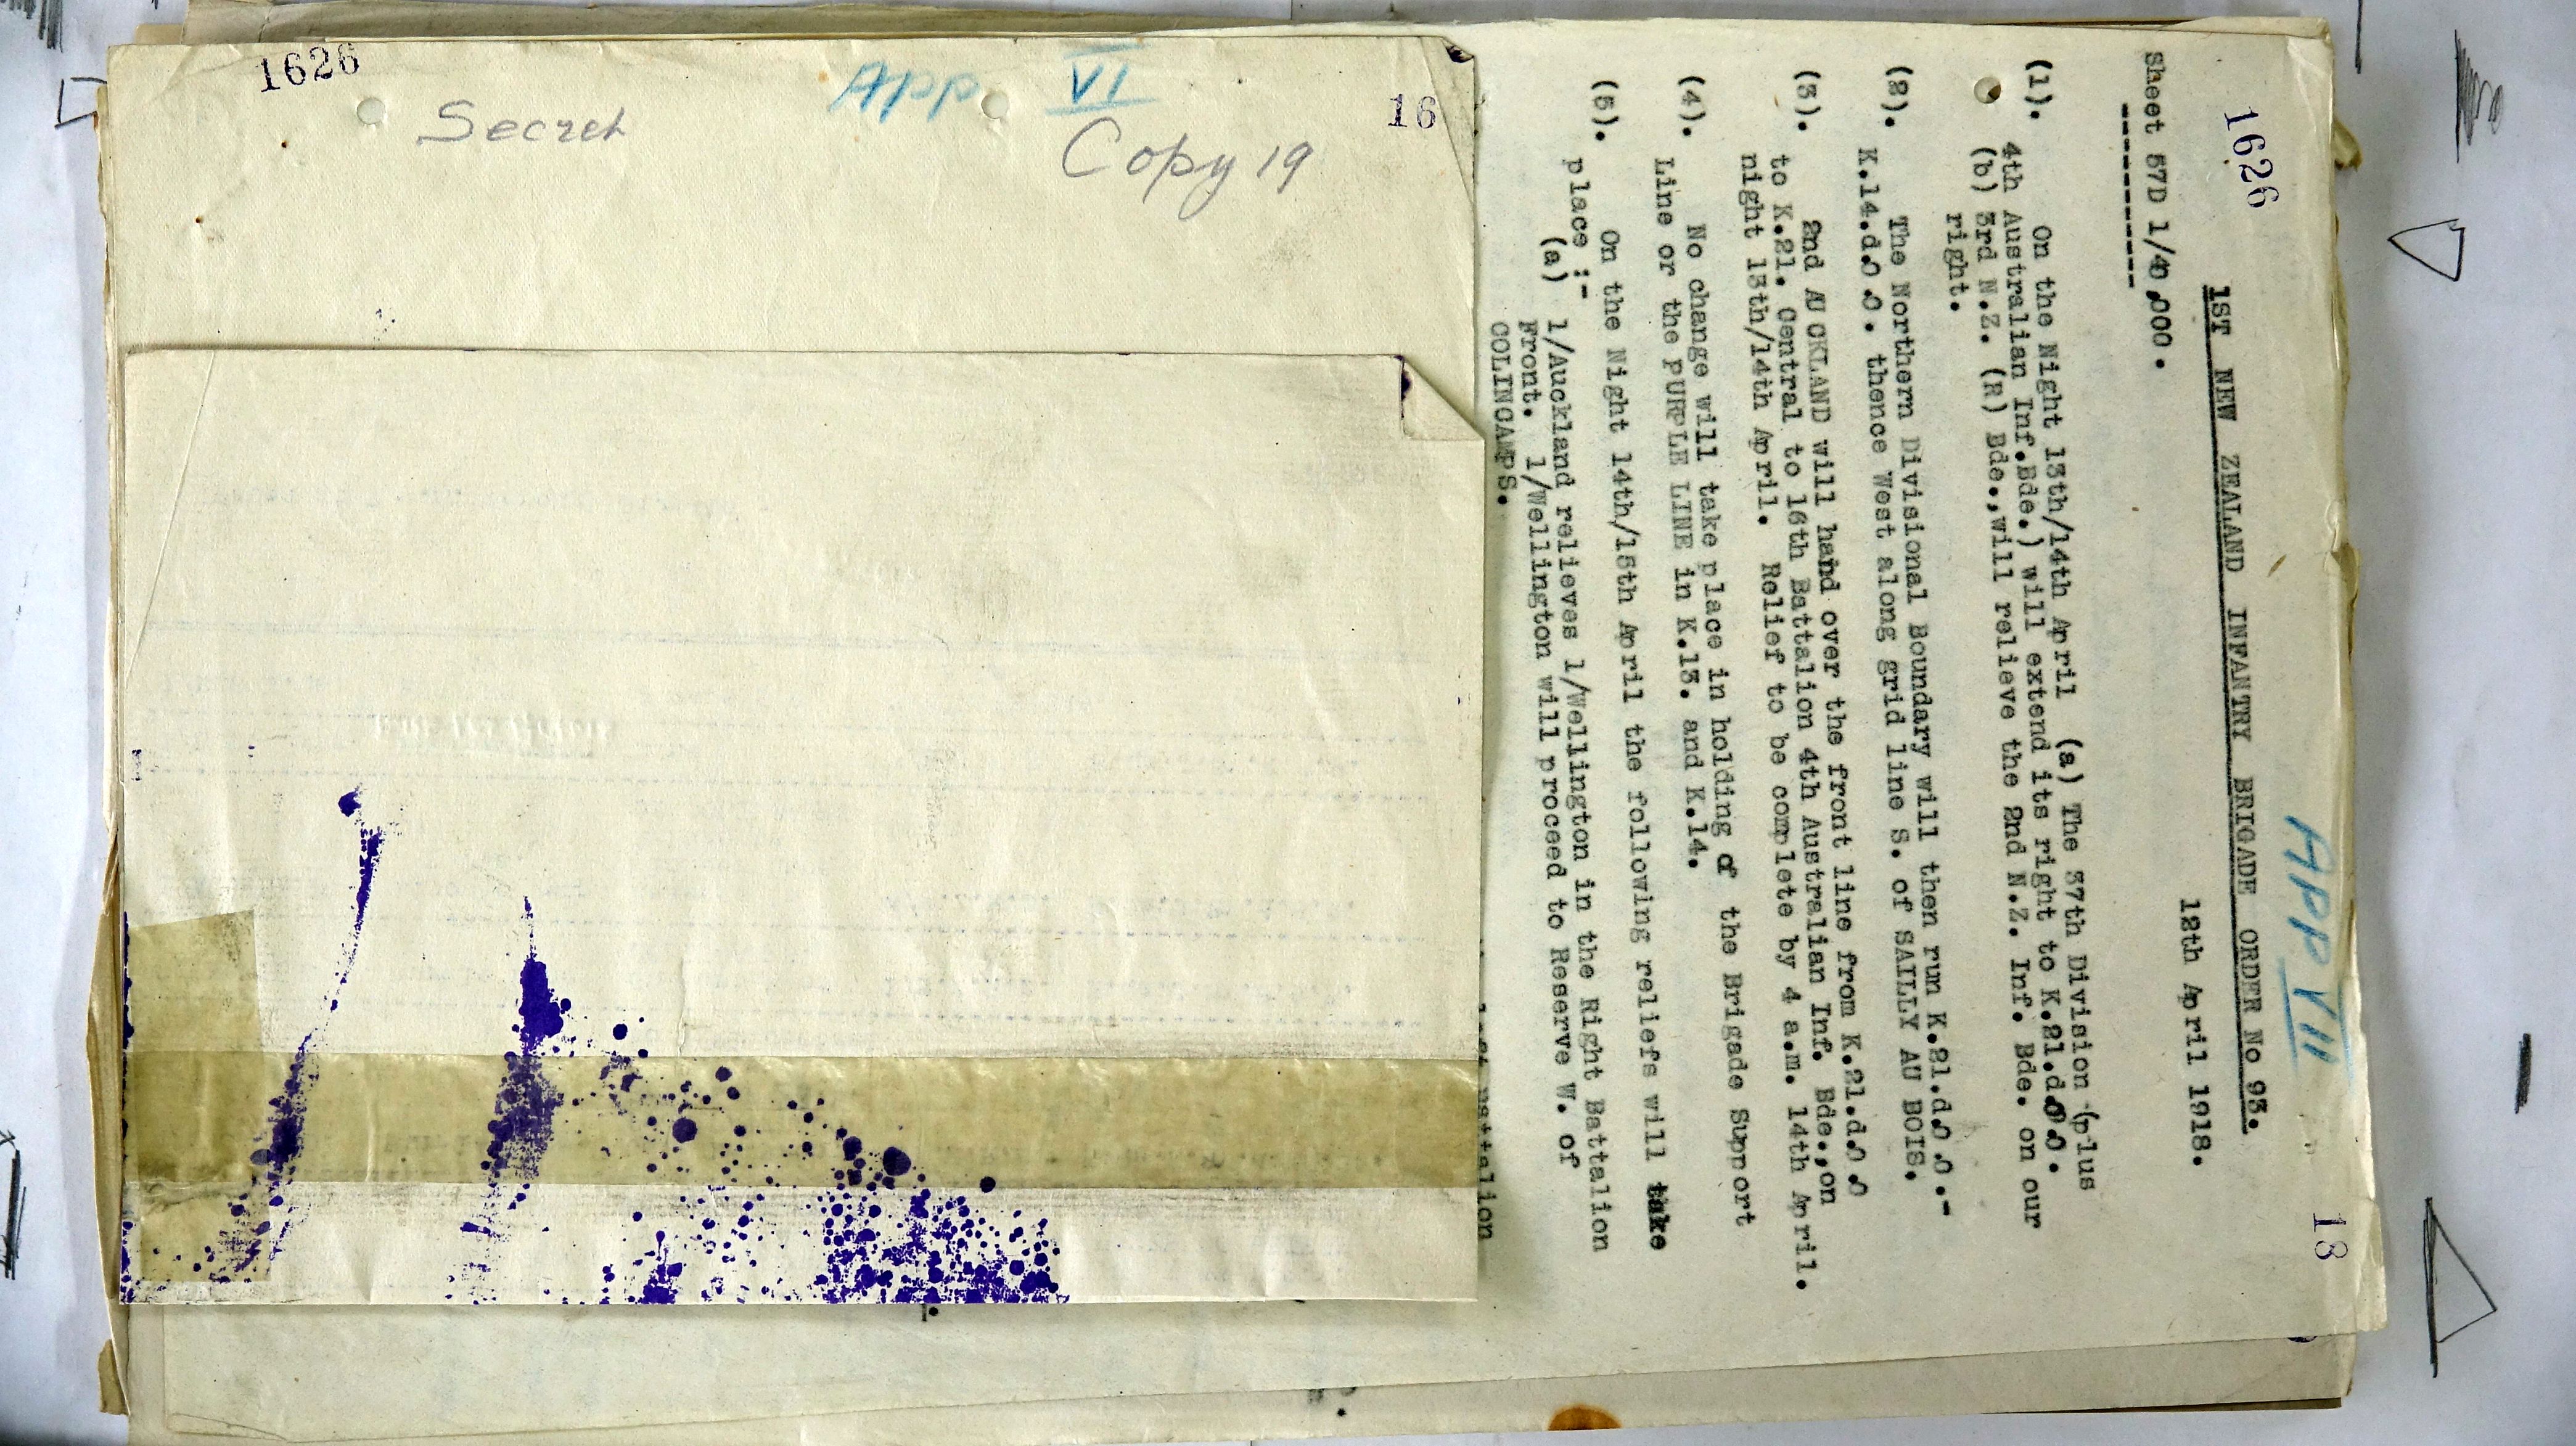 1626
App VI
Secret
16
Copy 19
1626
APP VII
18
1ST NEW ZEALAND INFANTRY BRIGADE ORDER No 93.
12th April 1918.
Sheet 57D 1/40,000.
(1). On the Night 13th/14th April (a) The 37th Division (plus
4th Australian Inf.Bde.) will extend its right to K.21.d.0.0.
(b) 3rd N.Z. (R) Bde., will relieve the 2nd N.Z. Inf. Bde. on our
right.
(2). The Northern Divisional Boundary will then run K.21.d.0.0.-
K.14.d.0.0. thence West along grid line S. of SAILLY AU BOIS.
(3). 2nd AUCKLAND will hand over the front line from K.21.d.0.0
to K.21. Central to 16th Battalion 4th Australian Inf. Bde., on
night 13th/14th April. Relief to be complete by 4 a.m. 14th April.
(4). No change will take place in holding of the Brigade Support
Line or the PURPLE LINE in K.13. and K.14.
(5). On the Night 14th/15th April the following reliefs will take
place :-
(a) 1/Auckland relieves 1/Wellington in the Right Battalion
Front. 1/Wellington will proceed to Reserve W. of
COLINCAMPS.